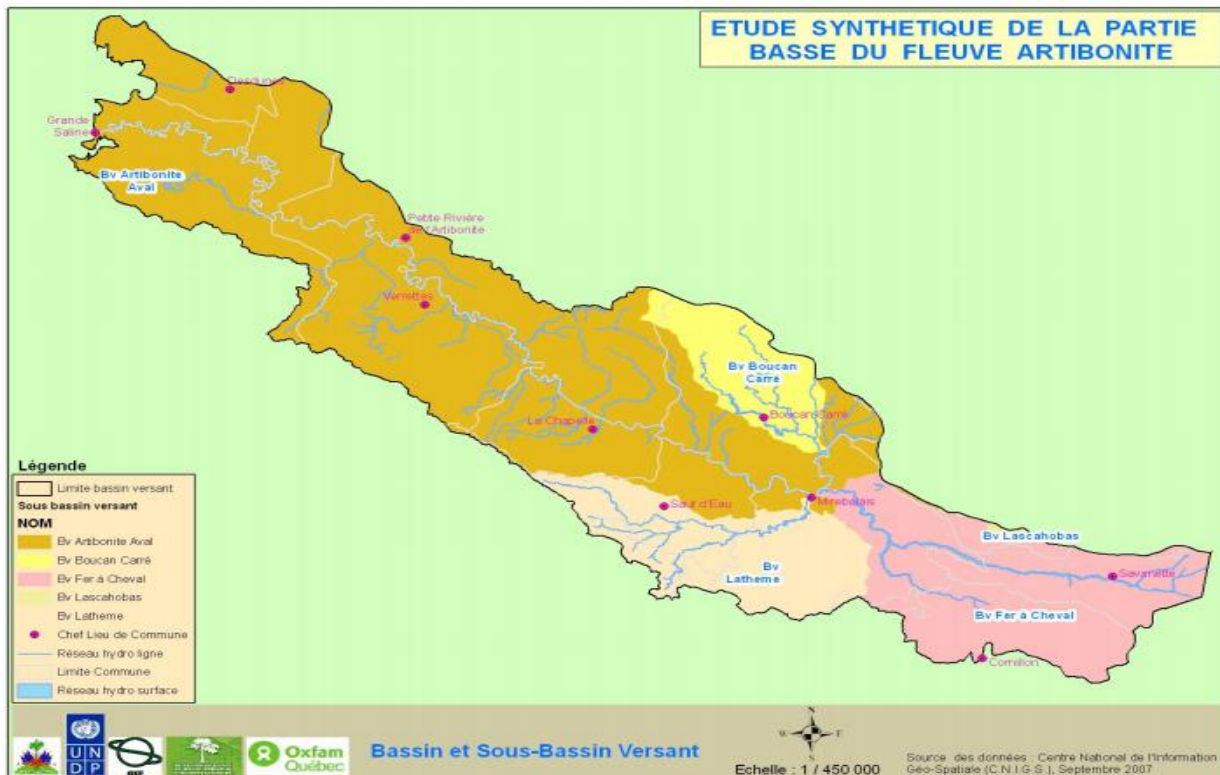 ETUDE SYNTHETIQUE DE LA PARTIE
BASSE DU FLEUVE ARTIBONITE
Desdunes
Grande
Saline
Bv Artibonite
Aval
Petite Rivière
de l'Artibonite
Verrettes
Bv Boucan
Carré
Boucan Carré
La Chapelle
Saut d'Eau
Mirebalais
Bv Lascahobas
Bv
Latheme
Savanette
Bv Fer à Cheval
Cornillon
Légende
Limite bassin versant
Sous bassin versant
NOM
Bv Artibonite Aval
Bv Boucan Carré
Bv Fer à Cheval
Bv Lascahobas
Bv Latheme
Chef Lieu de Commune
Réseau hydro ligne
Limite Commune
Réseau hydro surface
U N
D P
Oxfam
Québec
Bassin et Sous-Bassin Versant
N
W E
S
Echelle : 1 / 450 000
Source des données : Centre National de l'Information
Géo-Spatiale (C.N.I.G.S.), Septembre 2007